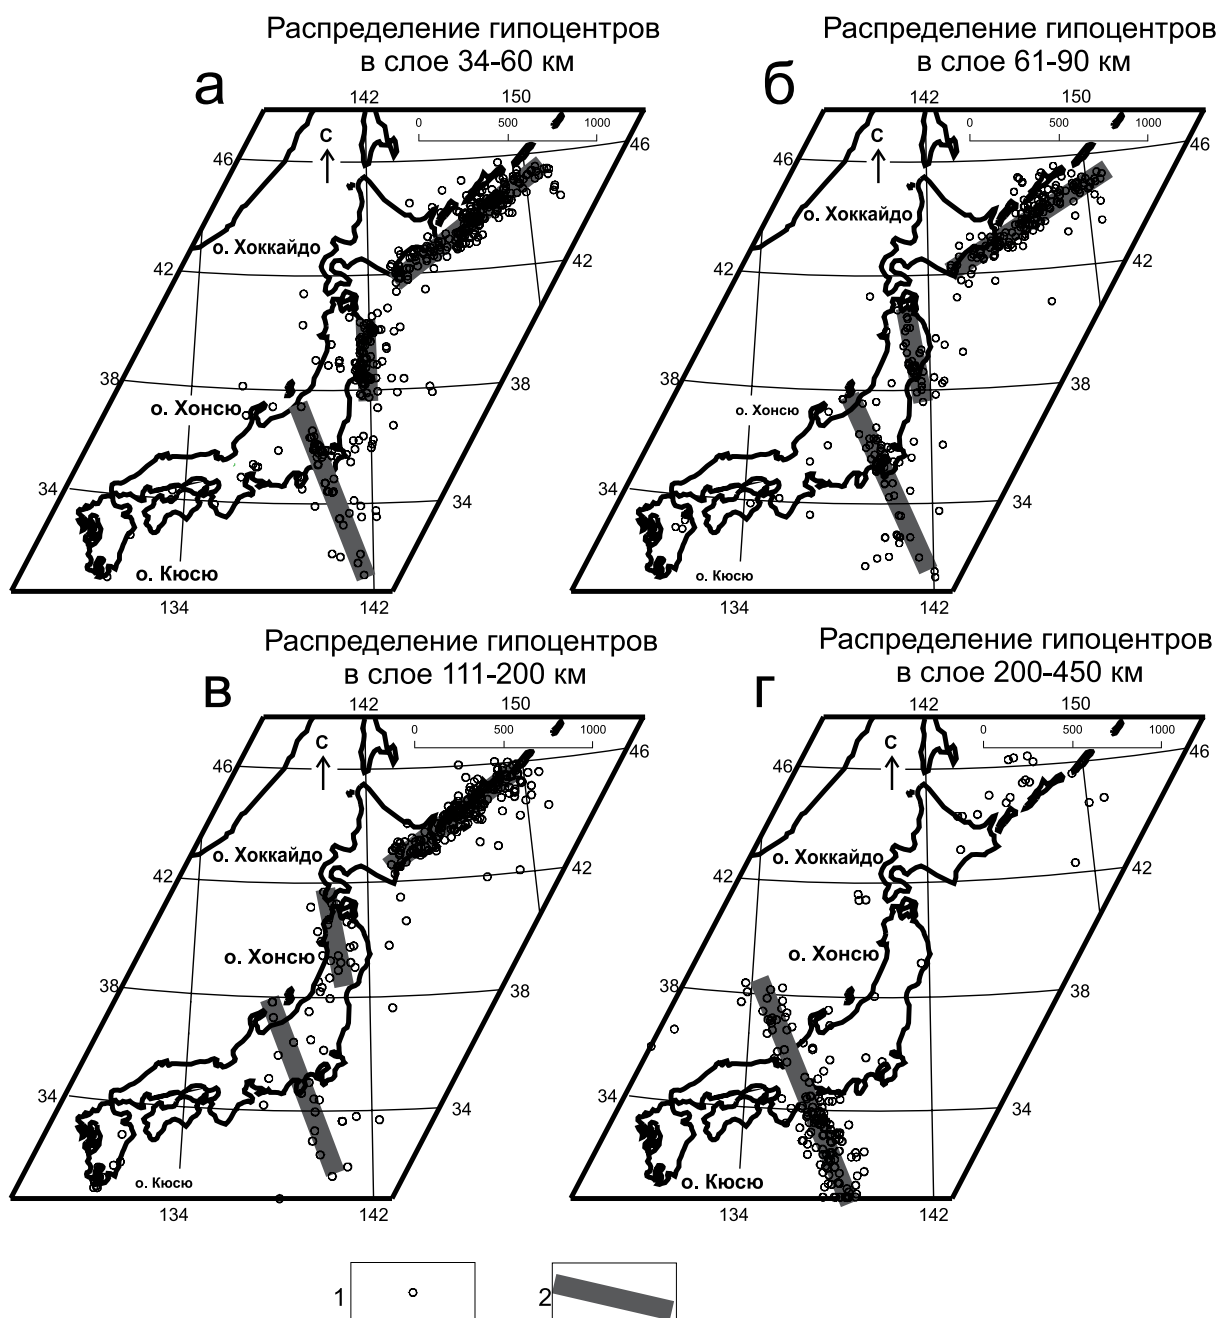 Распределение гипоцентров
в слое 34-60 км
а
142
150
0
500
1000
С
46
46
о. Хоккайдо
42
42
38
38
о. Хонсю
34
34
о. Кюсю
134
142
Распределение гипоцентров
в слое 61-90 км
б
142
150
0
500
1000
С
46
46
о. Хоккайдо
42
42
38
38
о. Хонсю
34
34
о. Кюсю
134
142
Распределение гипоцентров
в слое 111-200 км
в
142
150
0
500
1000
С
46
46
о. Хоккайдо
42
42
о. Хонсю
38
38
34
34
о. Кюсю
134
142
Распределение гипоцентров
в слое 200-450 км
г
142
150
0
500
1000
С
46
46
о. Хоккайдо
42
42
о. Хонсю
38
38
34
34
о. Кюсю
134
142
1
2